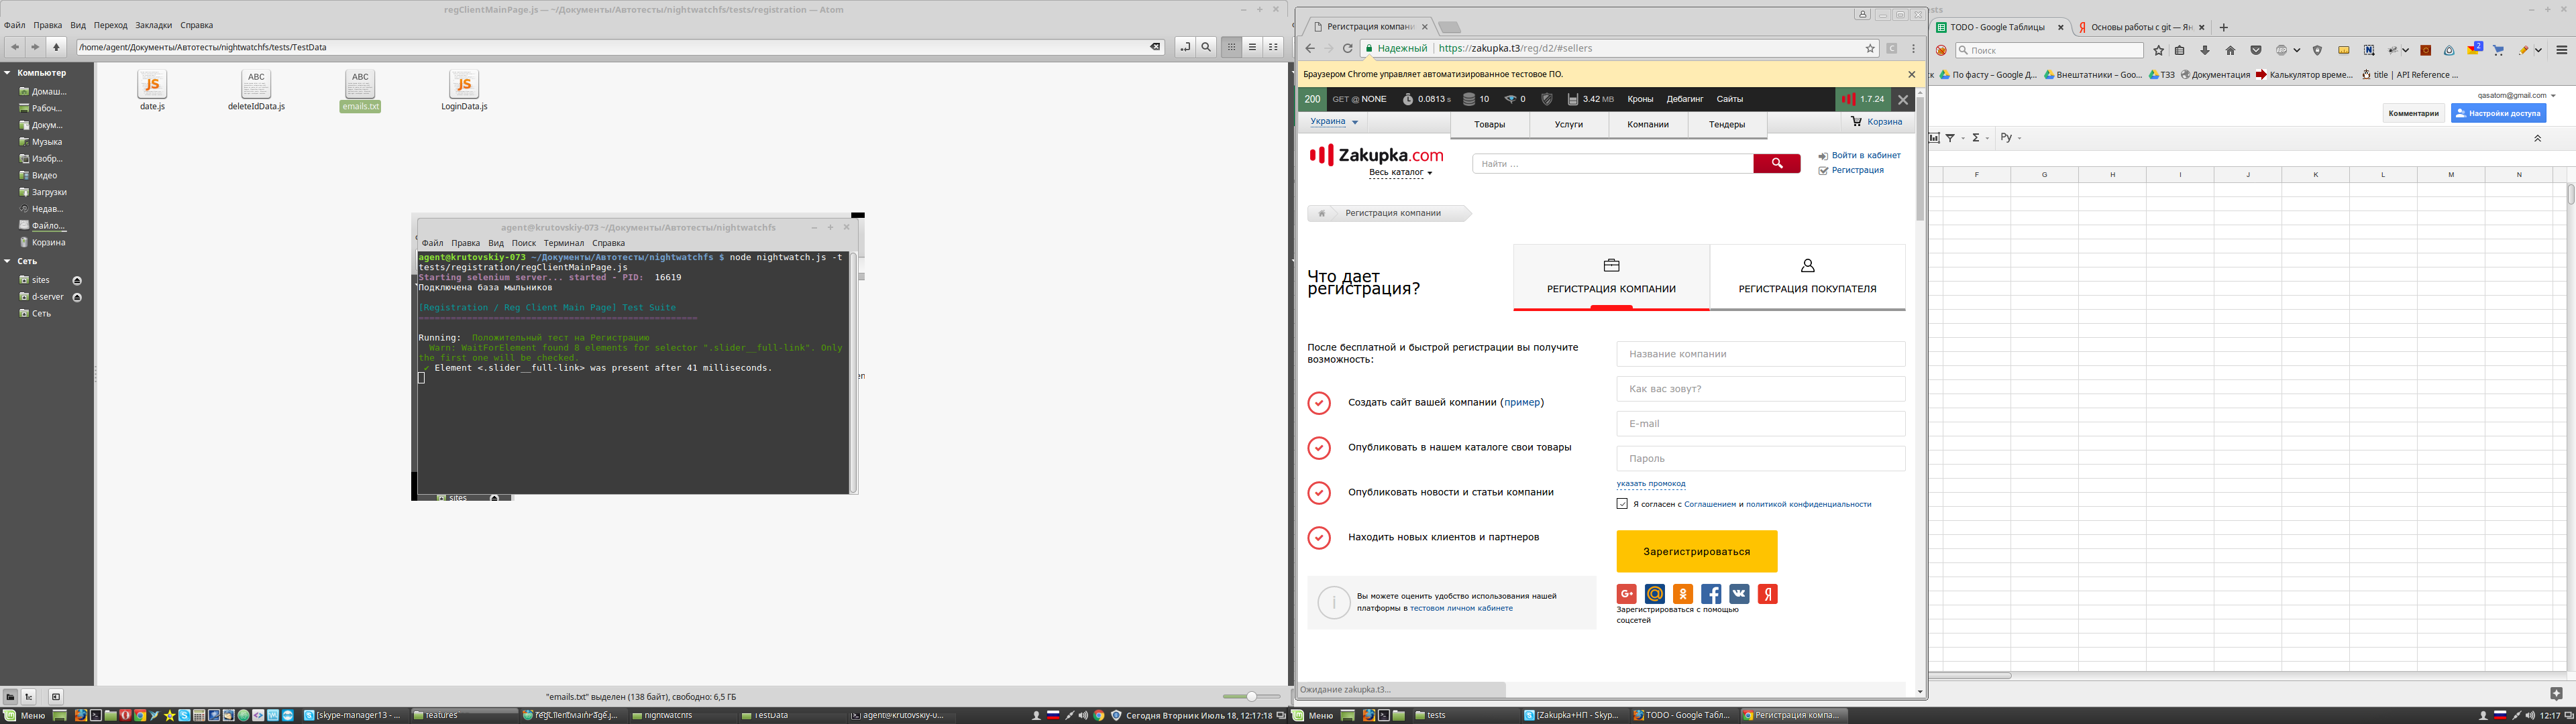 regClientMainPage.js — ~/Документы/Автотесты/nightwatchfs/tests/registration — Atom
Файл Правка Вид Переход Закладки Справка
/home/agent/Документы/Автотесты/nightwatchfs/tests/TestData
Компьютер
Домаш...
Рабоч...
Докум...
Музыка
Изобр...
Видео
Загрузки
Недав...
Файло...
Корзина
Сеть
sites
d-server
Сеть
date.js
deleteIdData.js
emails.txt
LoginData.js
agent@krutovskiy-073 ~/Документы/Автотесты/nightwatchfs
Файл Правка Вид Поиск Терминал Справка
agent@krutovskiy-073 ~/Документы/Автотесты/nightwatchfs $ node nightwatch.js -t
tests/registration/regClientMainPage.js
Starting selenium server... started - PID: 16619
Подключена база мыльников
[Registration / Reg Client Main Page] Test Suite
================================================
Running: Положительный тест на Регистрацию
Warn: WaitForElement found 8 elements for selector ".slider__full-link". Only
the first one will be checked.
✔ Element <.slider__full-link> was present after 41 milliseconds.
sites
"emails.txt" выделен (138 байт), свободно: 6,5 ГБ
Меню
[skype-manager13 - ...
features
regClientMainPage.j...
nightwatchfs
TestData
agent@krutovskiy-0...
Сегодня Вторник Июль 18, 12:17:18
Регистрация компани
Надежный https://zakupka.t3/reg/d2/#sellers
Браузером Chrome управляет автоматизированное тестовое ПО.
200 GET @ NONE 0.0813 s 10 0 3.42 MB Кроны Дебагинг Сайты 1.7.24
Украина
Товары Услуги Компании Тендеры
Корзина
Zakupka.com
Весь каталог
Найти ...
Войти в кабинет
Регистрация
Регистрация компании
Что дает
регистрация?
РЕГИСТРАЦИЯ КОМПАНИИ
РЕГИСТРАЦИЯ ПОКУПАТЕЛЯ
После бесплатной и быстрой регистрации вы получите
возможность:
Создать сайт вашей компании (пример)
Опубликовать в нашем каталоге свои товары
Опубликовать новости и статьи компании
Находить новых клиентов и партнеров
Вы можете оценить удобство использования нашей
платформы в тестовом личном кабинете
Название компании
Как вас зовут?
E-mail
Пароль
указать промокод
Я согласен с Соглашением и политикой конфиденциальности
Зарегистрироваться
Зарегистрироваться с помощью
соцсетей
Ожидание zakupka.t3...
TODO - Google Таблицы
Основы работы с git — Ян
Поиск
По фасту – Google Д...
Внештатники – Goo...
ТЗЗ
Документация
Калькулятор време...
title | API Reference ...
qasatom@gmail.com
Комментарии
Настройки доступа
Σ
Ру
F G H I J K L M N
Меню
tests
[Zakupka+НП - Skyp...
TODO - Google Табл...
Регистрация компа...
12:17